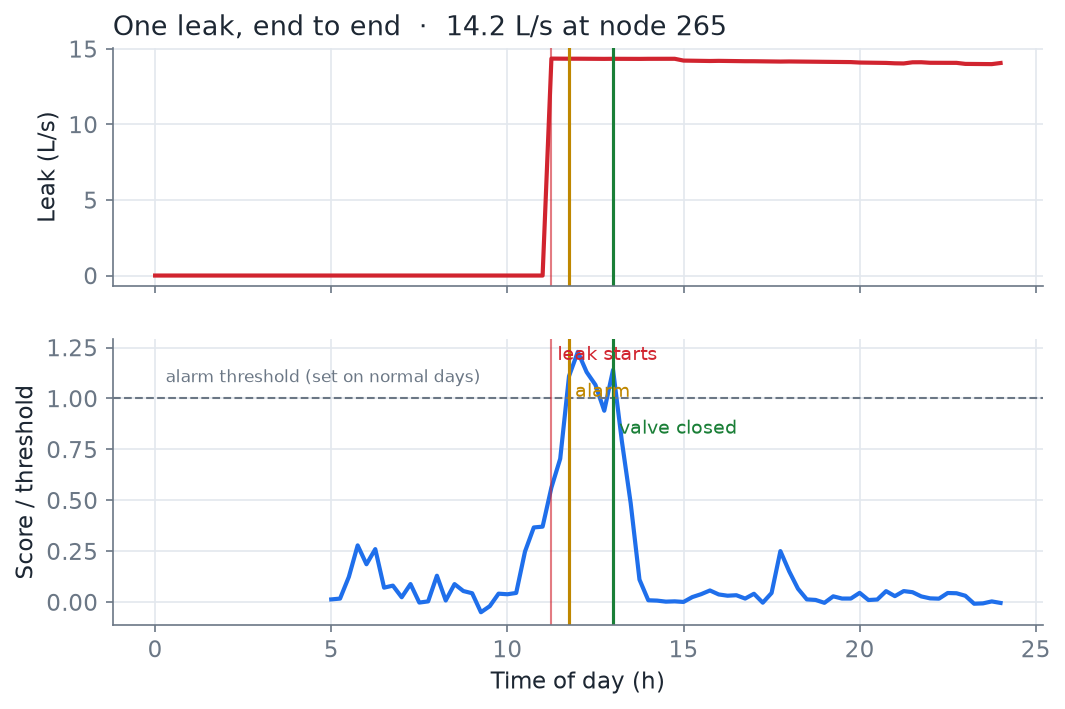 One leak, end to end · 14.2 L/s at node 265
Leak (L/s)
15
10
5
0
Score / threshold
1.25
1.00
0.75
0.50
0.25
0.00
alarm threshold (set on normal days)
leak starts
alarm
valve closed
0 5 10 15 20 25
Time of day (h)